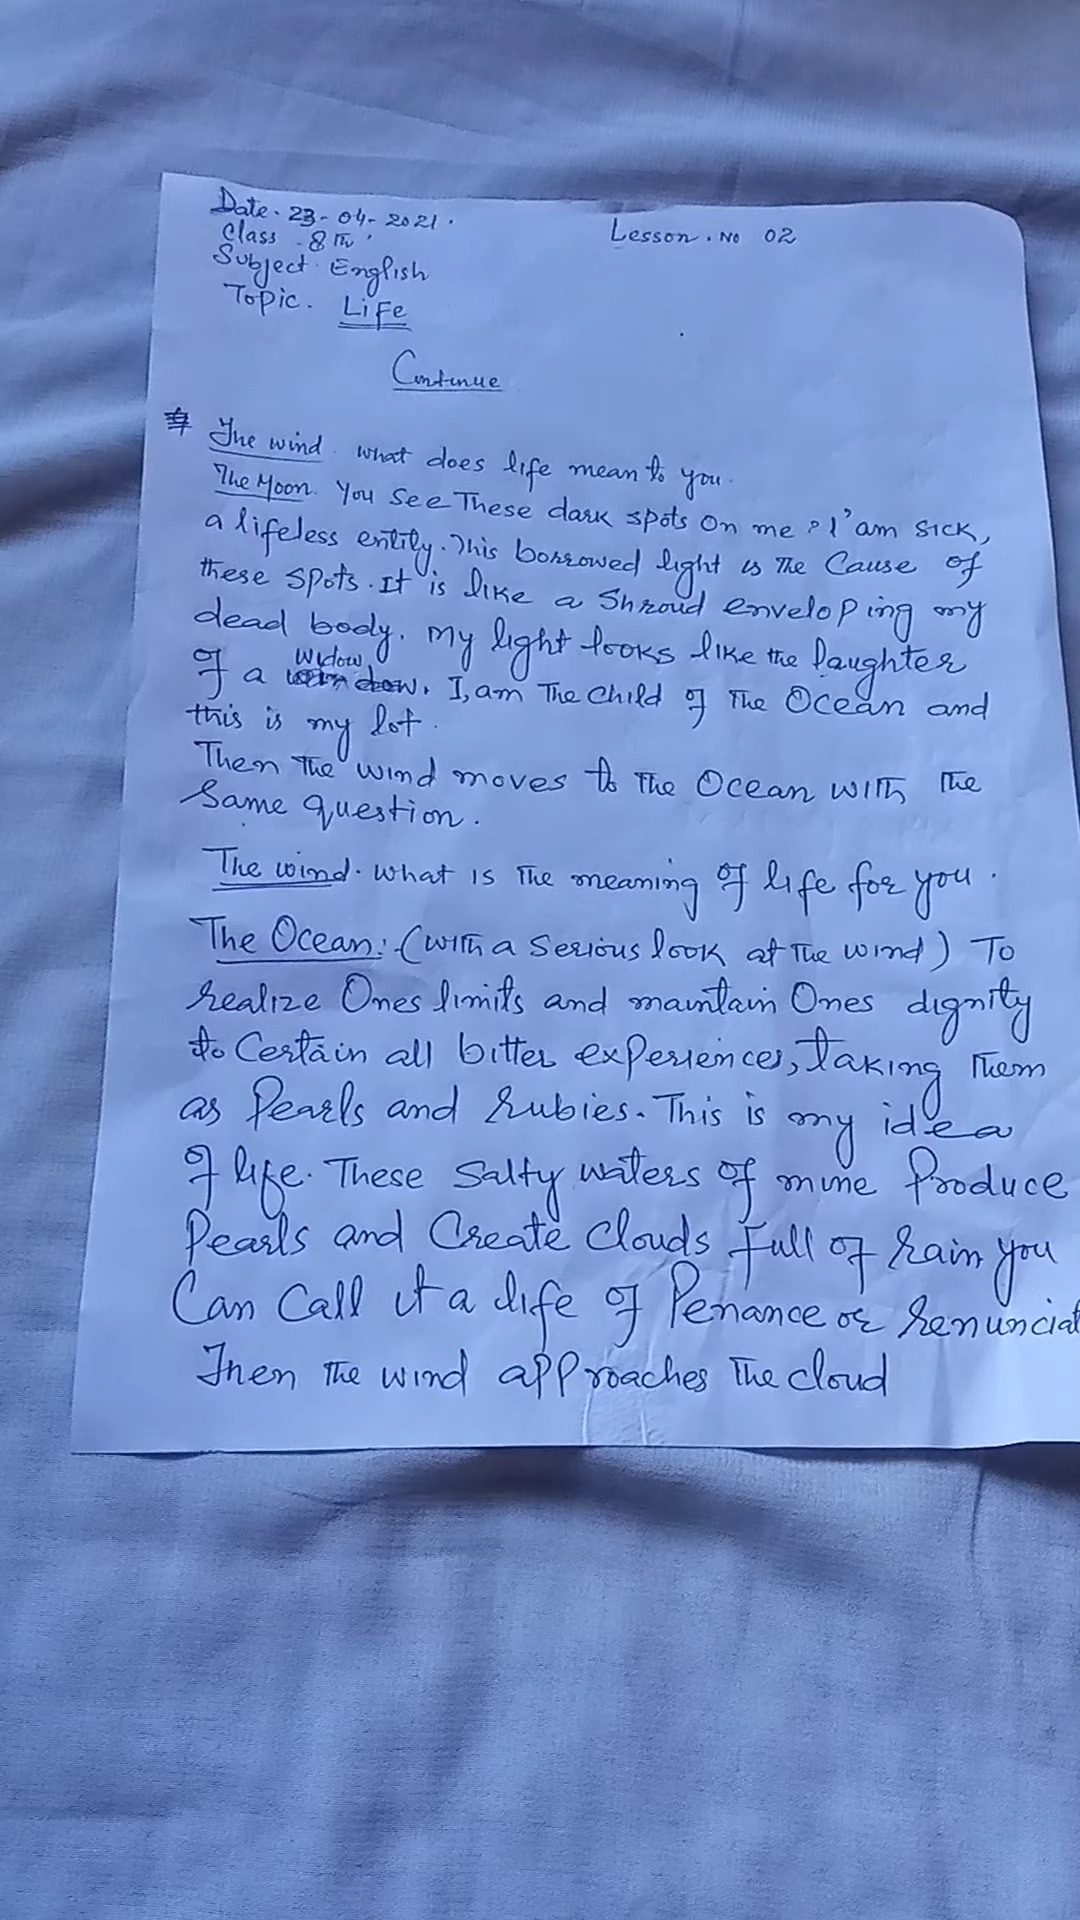 Date. 23-04-2021.
Lesson. No 02
Class. 8th
Subject. English
Topic. Life
Continue
The wind. what does life mean to you.
The Moon. You see These dark spots on me? I'am sick,
a lifeless entity. This borrowed light is The Cause of
these spots. It is like a Shroud enveloping my
dead body. my light looks like the laughter
of a widow. I, am The child of The Ocean and
this is my lot.
Then The wind moves to The Ocean with The
Same question.
The wind. what is The meaning of life for you.
The Ocean: (with a Serious look at The wind) To
realize Ones limits and maintain Ones dignity
to Certain all bitter experiences, taking Them
as Pearls and rubies. This is my idea
of life. These Salty waters of mine Produce
Pearls and Create Clouds full of rain you
Can Call it a life of Penance or renunciat
Then The wind approaches The cloud